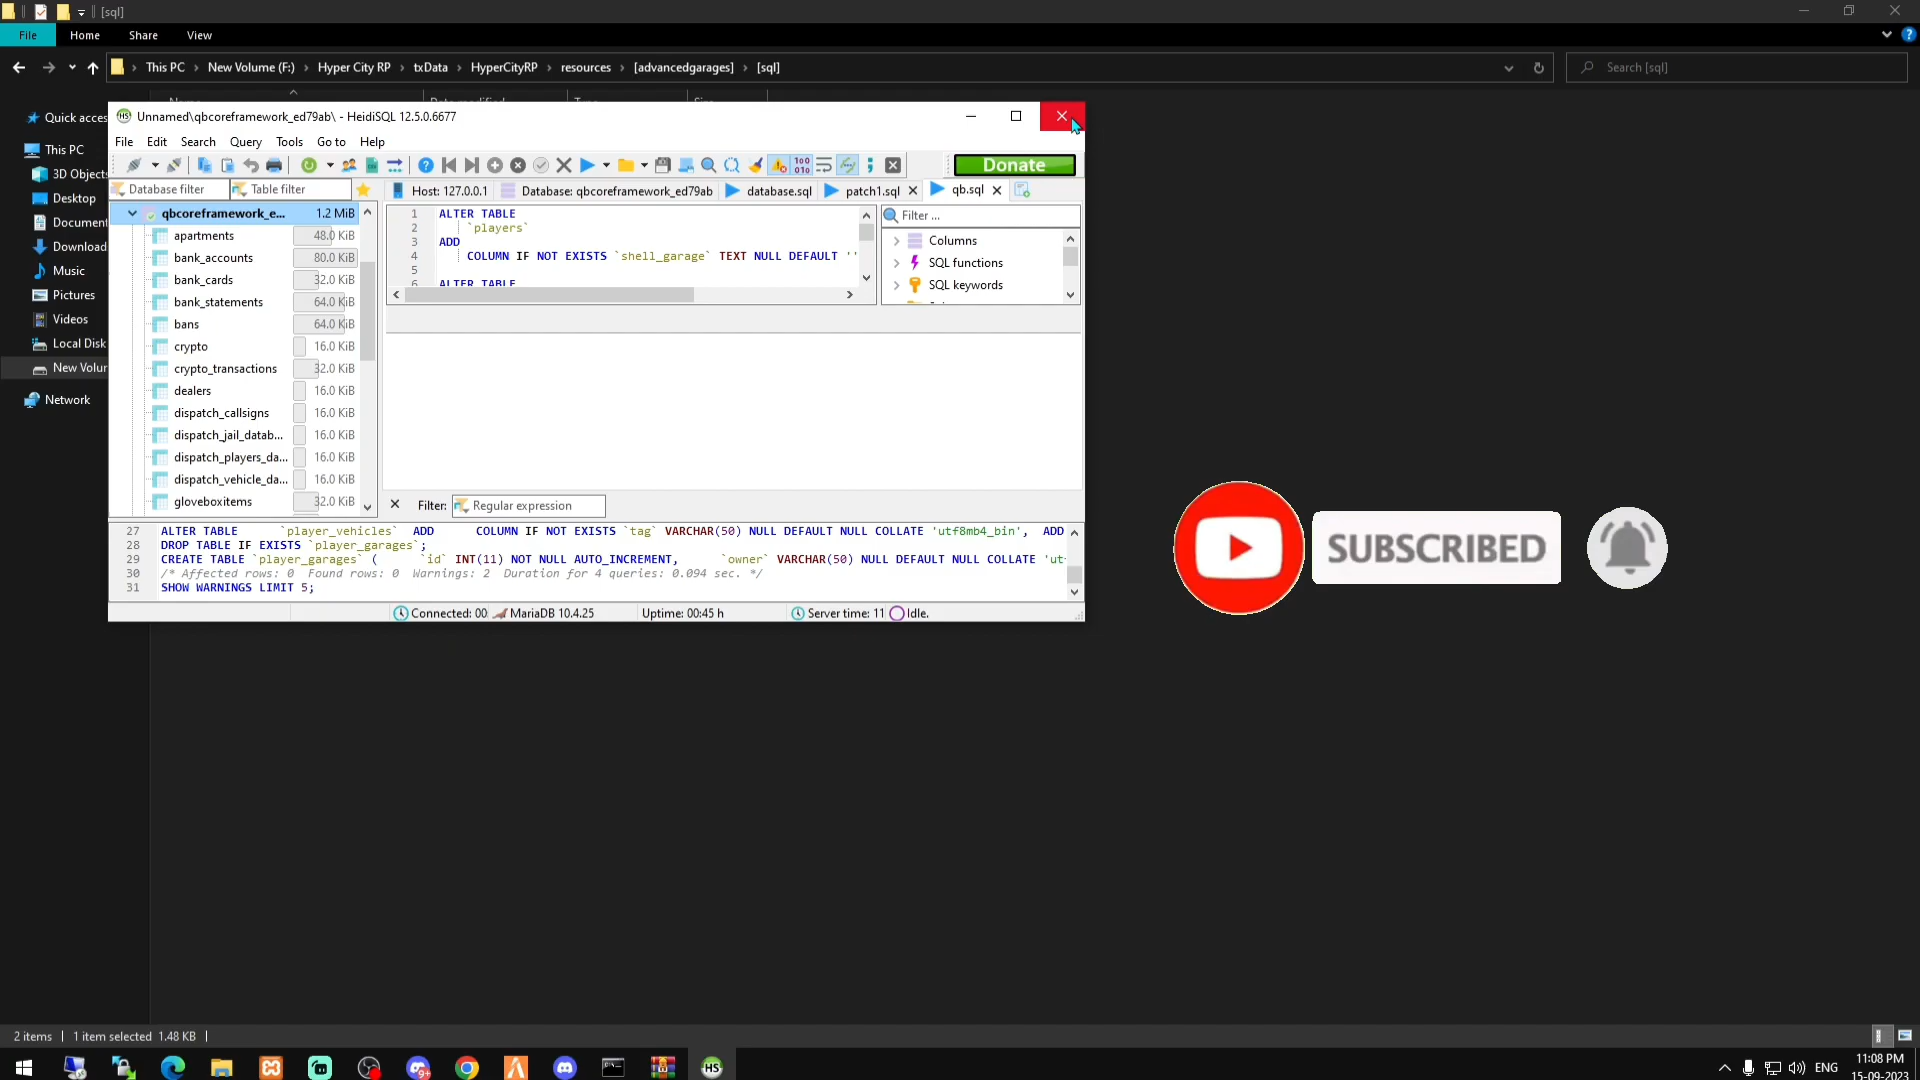 [sql]
File Home Share View
This PC New Volume (F:) Hyper City RP txData HyperCityRP resources [advancedgarages] [sql]
Search [sql]
Quick acces
This PC
3D Objects
Desktop
Document
Download
Music
Pictures
Videos
Local Disk
New Volur
Network
Unnamed\qbcoreframework_ed79ab\ - HeidiSQL 12.5.0.6677
File Edit Search Query Tools Go to Help
Donate
Database filter Table filter
Host: 127.0.0.1 Database: qbcoreframework_ed79ab database.sql patch1.sql qb.sql
qbcoreframework_e... 1.2 MiB
apartments 48.0 KiB
bank_accounts 80.0 KiB
bank_cards 32.0 KiB
bank_statements 64.0 KiB
bans 64.0 KiB
crypto 16.0 KiB
crypto_transactions 32.0 KiB
dealers 16.0 KiB
dispatch_callsigns 16.0 KiB
dispatch_jail_datab... 16.0 KiB
dispatch_players_da... 16.0 KiB
dispatch_vehicle_da... 16.0 KiB
gloveboxitems 32.0 KiB
1 ALTER TABLE
2 `players`
3 ADD
4 COLUMN IF NOT EXISTS `shell_garage` TEXT NULL DEFAULT ''
5
6 ALTER TABLE
Filter ...
Columns
SQL functions
SQL keywords
Filter: Regular expression
27 ALTER TABLE `player_vehicles` ADD COLUMN IF NOT EXISTS `tag` VARCHAR(50) NULL DEFAULT NULL COLLATE 'utf8mb4_bin', ADD
28 DROP TABLE IF EXISTS `player_garages`;
29 CREATE TABLE `player_garages` ( `id` INT(11) NOT NULL AUTO_INCREMENT, `owner` VARCHAR(50) NULL DEFAULT NULL COLLATE 'ut
30 /* Affected rows: 0 Found rows: 0 Warnings: 2 Duration for 4 queries: 0.094 sec. */
31 SHOW WARNINGS LIMIT 5;
Connected: 00 MariaDB 10.4.25 Uptime: 00:45 h Server time: 11 Idle.
SUBSCRIBED
2 items 1 item selected 1.48 KB
ENG
11:08 PM
15-09-2023